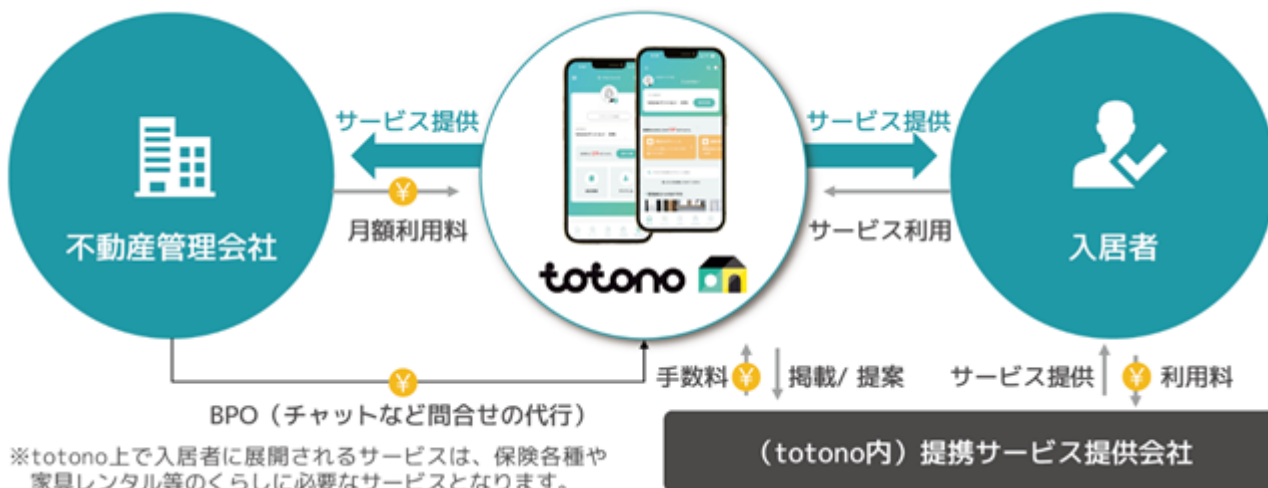 サービス提供
サービス提供
¥
月額利用料
サービス利用
不動産管理会社
入居者
totono
¥
手数料
¥
掲載/ 提案
サービス提供
¥
利用料
BPO（チャットなど問合せの代行）
（totono内）提携サービス提供会社
※totono上で入居者に展開されるサービスは、保険各種や
家具レンタル等のくらしに必要なサービスとなります。